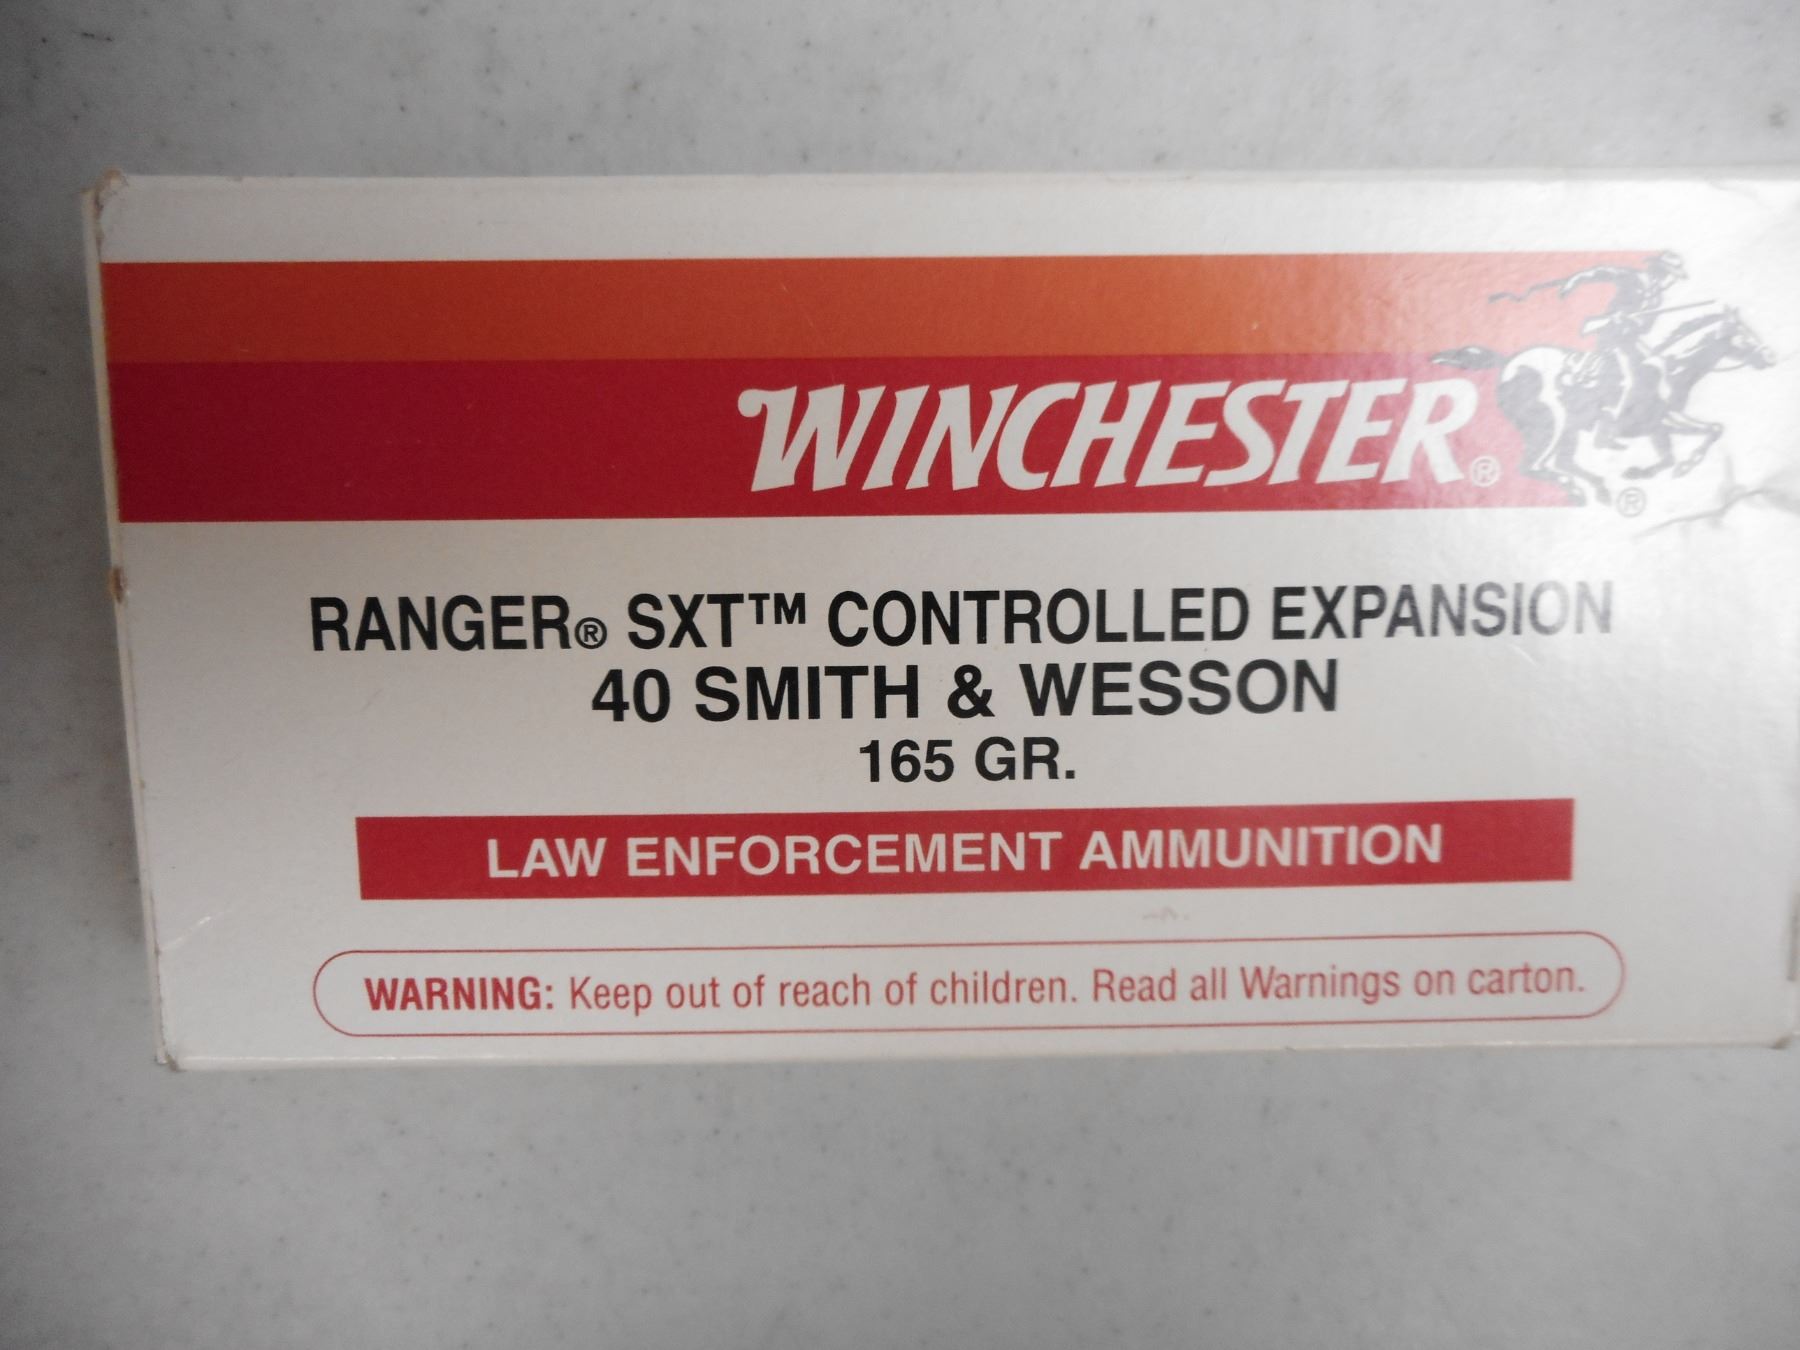 WINCHESTER®
®
RANGER® SXT™ CONTROLLED EXPANSION
40 SMITH & WESSON
165 GR.
LAW ENFORCEMENT AMMUNITION
WARNING: Keep out of reach of children. Read all Warnings on carton.